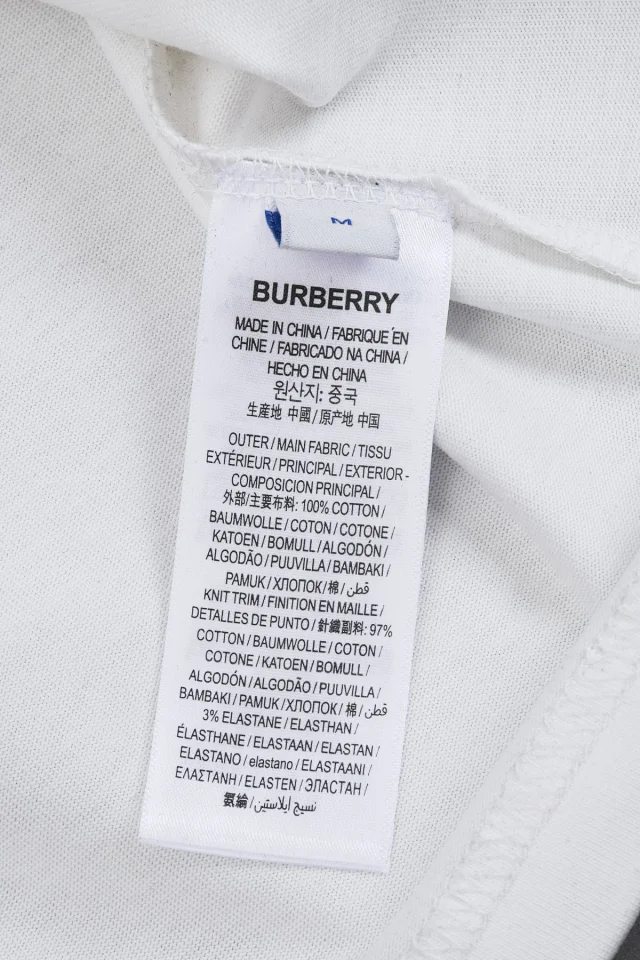 M
BURBERRY
MADE IN CHINA / FABRIQUÉ EN
CHINE / FABRICADO NA CHINA /
HECHO EN CHINA
원산지: 중국
生産地 中國 / 原产地 中国
OUTER / MAIN FABRIC / TISSU
EXTÉRIEUR / PRINCIPAL / EXTERIOR -
COMPOSICION PRINCIPAL /
外部/主要布料: 100% COTTON /
BAUMWOLLE / COTON / COTONE /
KATOEN / BOMULL / ALGODÓN /
ALGODÃO / PUUVILLA / BAMBAKI /
PAMUK / ХЛОПОК / 棉 / قطن
KNIT TRIM / FINITION EN MAILLE /
DETALLES DE PUNTO / 針織副料: 97%
COTTON / BAUMWOLLE / COTON /
COTONE / KATOEN / BOMULL /
ALGODÓN / ALGODÃO / PUUVILLA /
BAMBAKI / PAMUK / ХЛОПОК / 棉 / قطن
3% ELASTANE / ELASTHAN /
ÉLASTHANE / ELASTAAN / ELASTAN /
ELASTANO / elastano / ELASTAANI /
ΕΛΑΣΤΑΝΗ / ELASTEN / ЭЛАСТАН /
氨綸 / نسيج إيلاستين